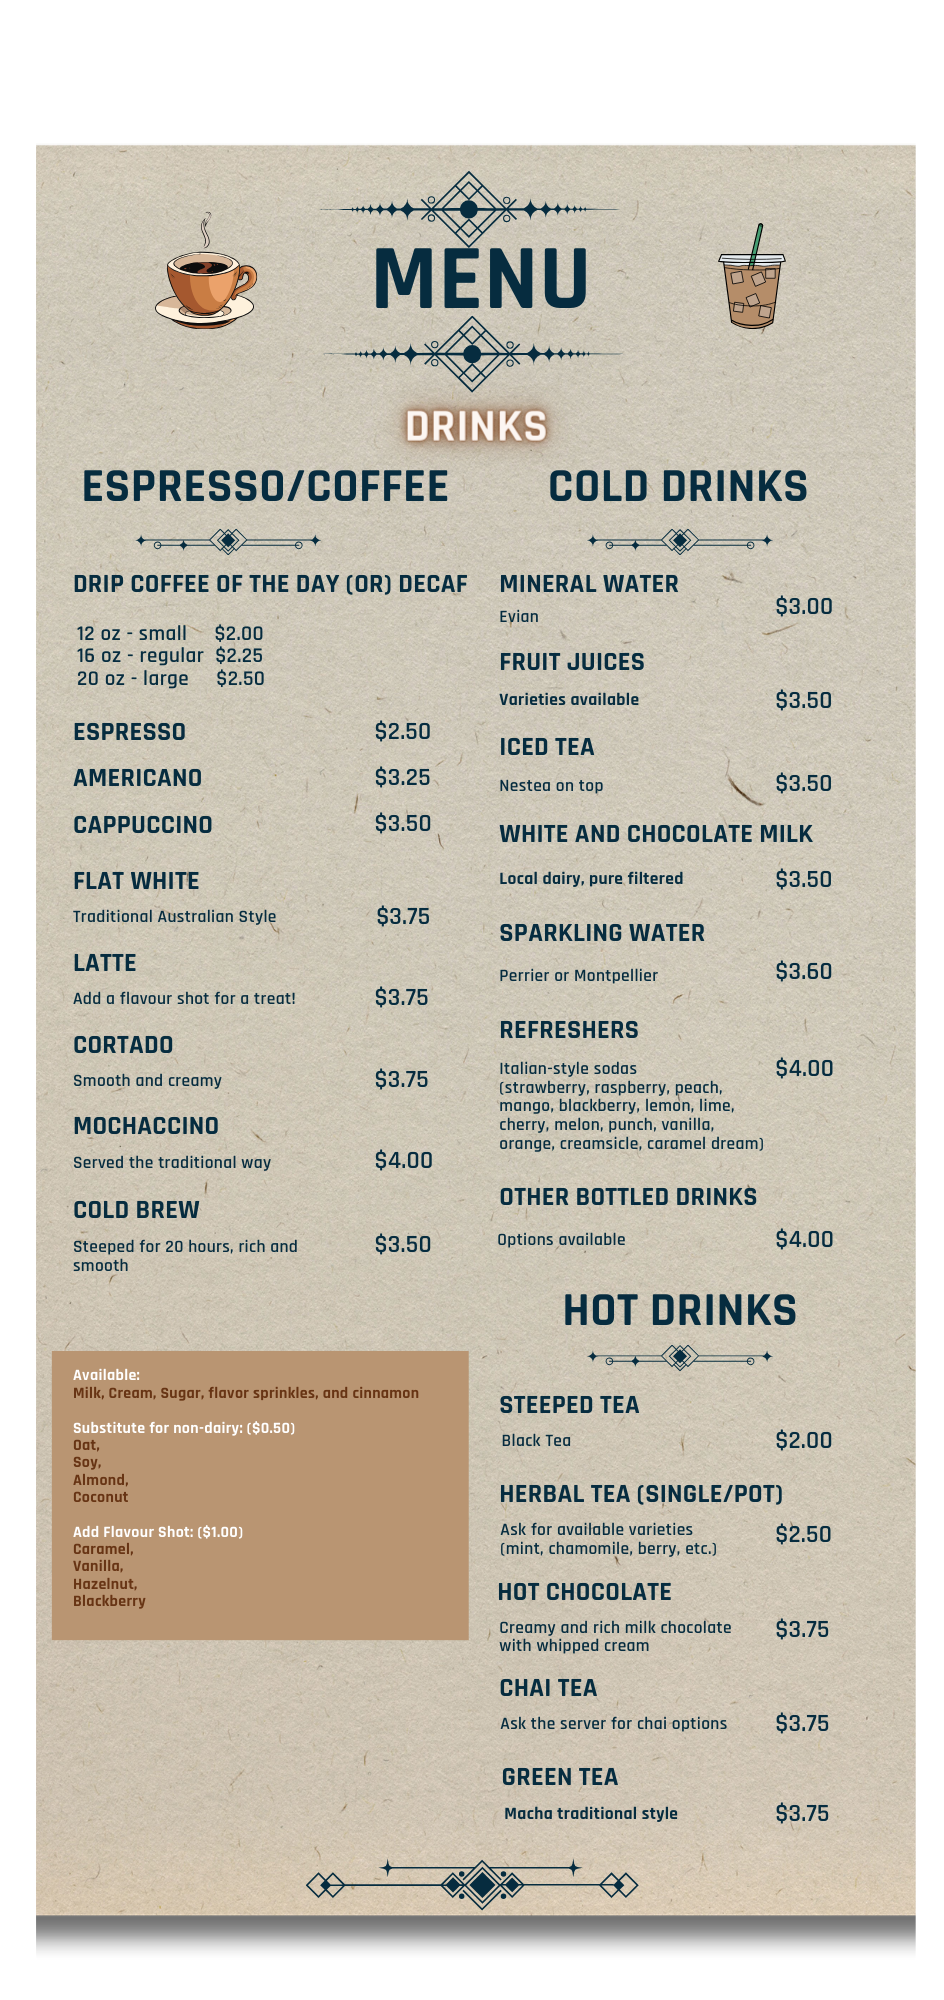 MENU
DRINKS
ESPRESSO/COFFEE
DRIP COFFEE OF THE DAY (OR) DECAF
12 oz - small $2.00
16 oz - regular $2.25
20 oz - large $2.50
ESPRESSO $2.50
AMERICANO $3.25
CAPPUCCINO $3.50
FLAT WHITE
Traditional Australian Style $3.75
LATTE
Add a flavour shot for a treat! $3.75
CORTADO
Smooth and creamy $3.75
MOCHACCINO
Served the traditional way $4.00
COLD BREW
Steeped for 20 hours, rich and $3.50
smooth
Available:
Milk, Cream, Sugar, flavor sprinkles, and cinnamon
Substitute for non-dairy: ($0.50)
Oat,
Soy,
Almond,
Coconut
Add Flavour Shot: ($1.00)
Caramel,
Vanilla,
Hazelnut,
Blackberry
COLD DRINKS
MINERAL WATER
$3.00
Evian
FRUIT JUICES
Varieties available $3.50
ICED TEA
Nestea on top $3.50
WHITE AND CHOCOLATE MILK
Local dairy, pure filtered $3.50
SPARKLING WATER
Perrier or Montpellier $3.60
REFRESHERS
Italian-style sodas $4.00
(strawberry, raspberry, peach,
mango, blackberry, lemon, lime,
cherry, melon, punch, vanilla,
orange, creamsicle, caramel dream)
OTHER BOTTLED DRINKS
Options available $4.00
HOT DRINKS
STEEPED TEA
Black Tea $2.00
HERBAL TEA (SINGLE/POT)
Ask for available varieties $2.50
(mint, chamomile, berry, etc.)
HOT CHOCOLATE
Creamy and rich milk chocolate $3.75
with whipped cream
CHAI TEA
Ask the server for chai options $3.75
GREEN TEA
Macha traditional style $3.75